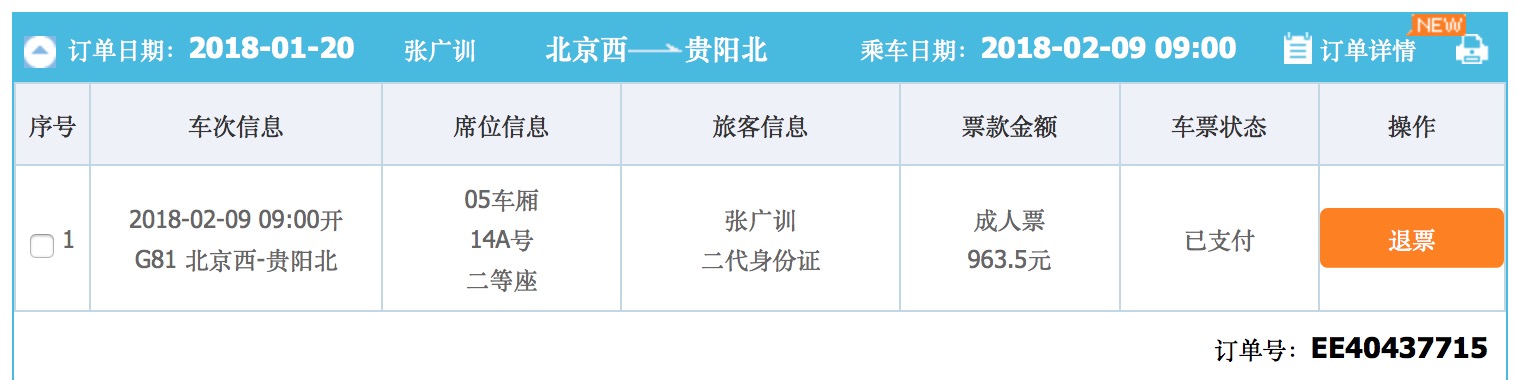 NEW
订单日期：2018-01-20 张广训 北京西 贵阳北 乘车日期：2018-02-09 09:00 订单详情
序号 车次信息 席位信息 旅客信息 票款金额 车票状态 操作
1
2018-02-09 09:00开
G81 北京西-贵阳北
05车厢
14A号
二等座
张广训
二代身份证
成人票
963.5元
已支付
退票
订单号：EE40437715